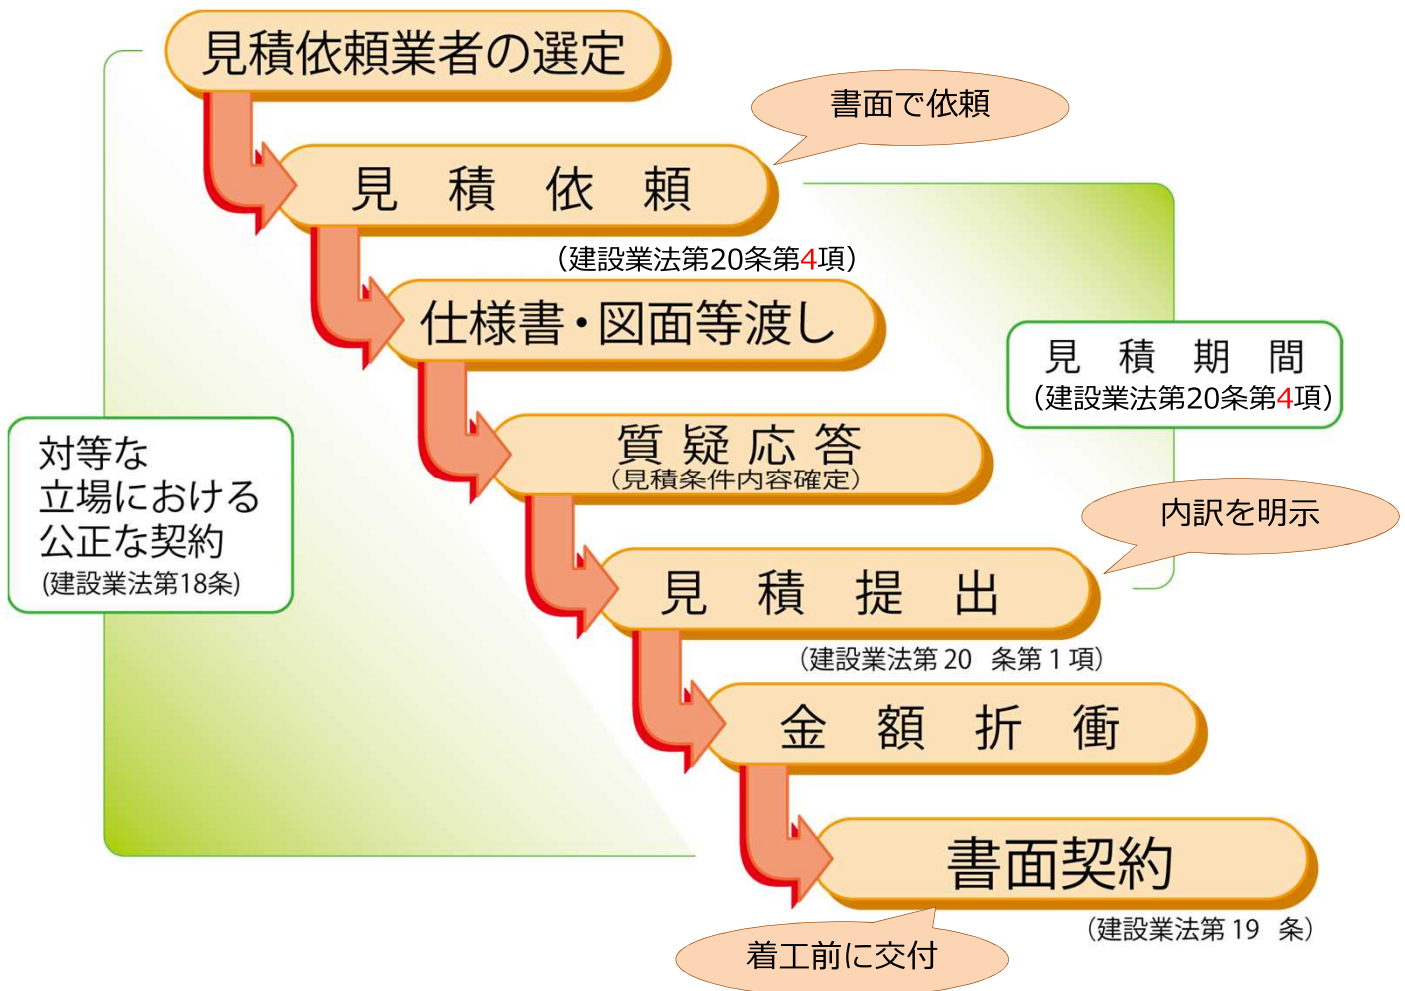 見積依頼業者の選定
書面で依頼
見積依頼
（建設業法第20条第4項）
仕様書・図面等渡し
見積期間
（建設業法第20条第4項）
対等な
立場における
公正な契約
(建設業法第18条)
質疑応答
（見積条件内容確定）
内訳を明示
見積提出
（建設業法第 20 条第 1 項）
金額折衝
書面契約
（建設業法第 19 条）
着工前に交付